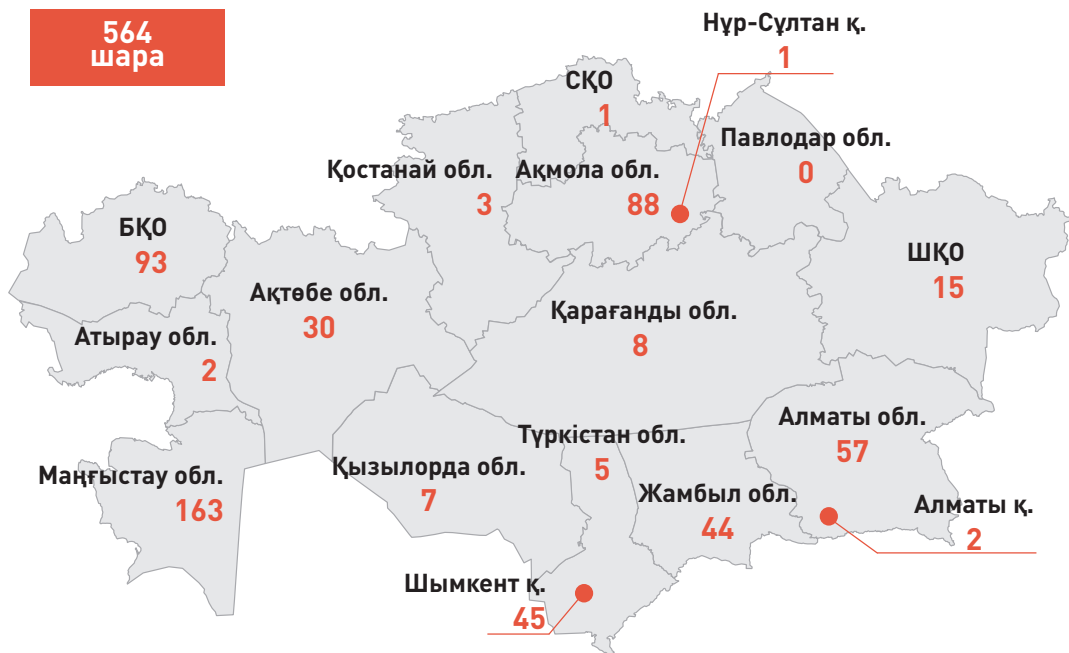 564
шара
Нұр-Сұлтан қ.
1
СҚО
1
Павлодар обл.
0
Қостанай обл.
3
Ақмола обл.
88
БҚО
93
ШҚО
15
Ақтөбе обл.
30
Қарағанды обл.
8
Атырау обл.
2
Алматы обл.
57
Түркістан обл.
5
Маңғыстау обл.
163
Қызылорда обл.
7
Жамбыл обл.
44
Алматы қ.
2
Шымкент қ.
45